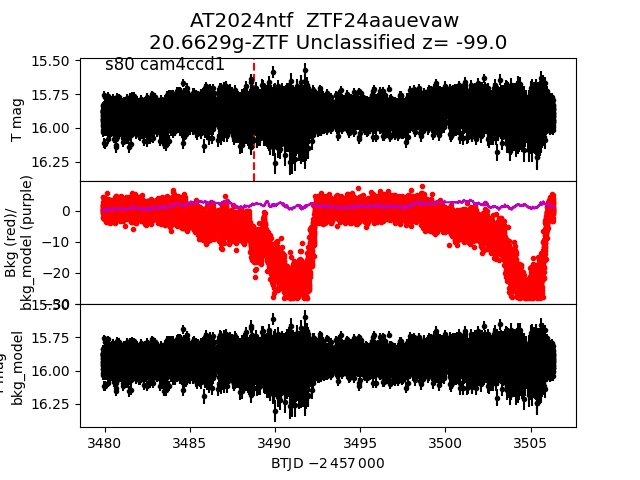 AT2024ntf  ZTF24aauevaw
20.6629g-ZTF Unclassified z= -99.0
s80 cam4ccd1
15.50
15.75
16.00
16.25
T mag
0
−10
−20
Bkg (red)/
bkg_model (purple)
15.50
15.75
16.00
16.25
bkg_model
3480 3485 3490 3495 3500 3505
BTJD −2 457 000